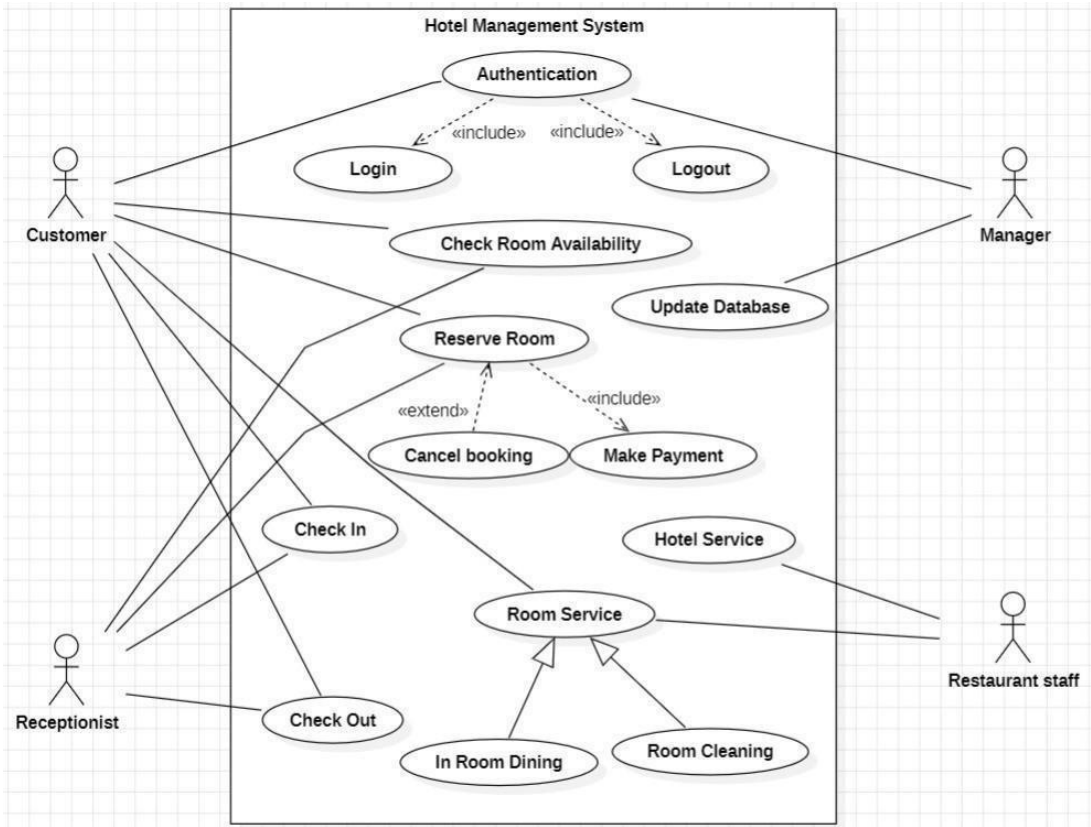 Hotel Management System
Authentication
«include»
«include»
Login
Logout
Customer
Manager
Check Room Availability
Update Database
Reserve Room
«extend»
«include»
Cancel booking
Make Payment
Check In
Hotel Service
Room Service
Restaurant staff
Receptionist
Check Out
In Room Dining
Room Cleaning